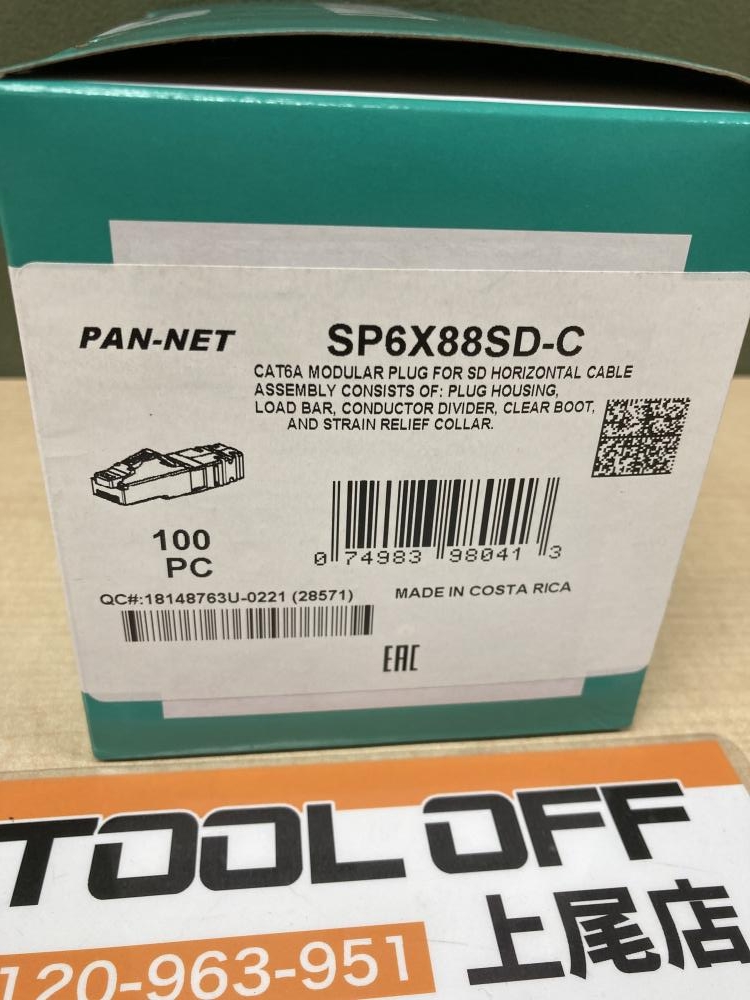 PAN-NET
SP6X88SD-C
CAT6A MODULAR PLUG FOR SD HORIZONTAL CABLE
ASSEMBLY CONSISTS OF: PLUG HOUSING,
LOAD BAR, CONDUCTOR DIVIDER, CLEAR BOOT,
AND STRAIN RELIEF COLLAR.
100
PC
0 74983 98041 3
QC#:18148763U-0221 (28571)
MADE IN COSTA RICA
EAC
TOOL OFF
120-963-951
上尾店